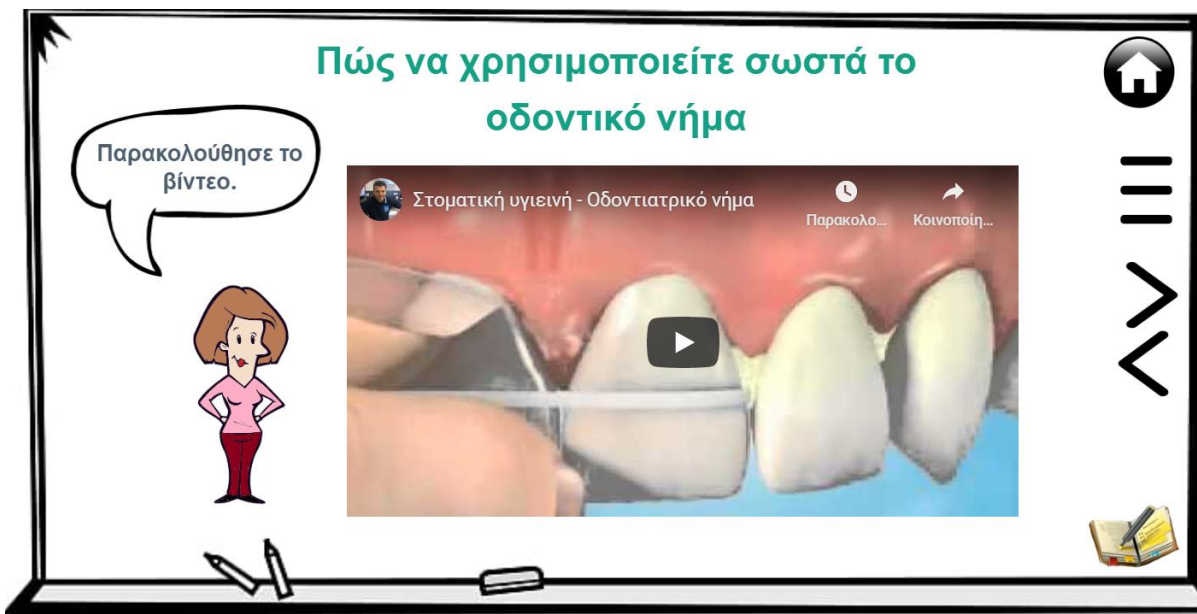 Πώς να χρησιμοποιείτε σωστά το
οδοντικό νήμα
Παρακολούθησε το
βίντεο.
Στοματική υγιεινή - Οδοντιατρικό νήμα
Παρακολο...
Κοινοποίη...